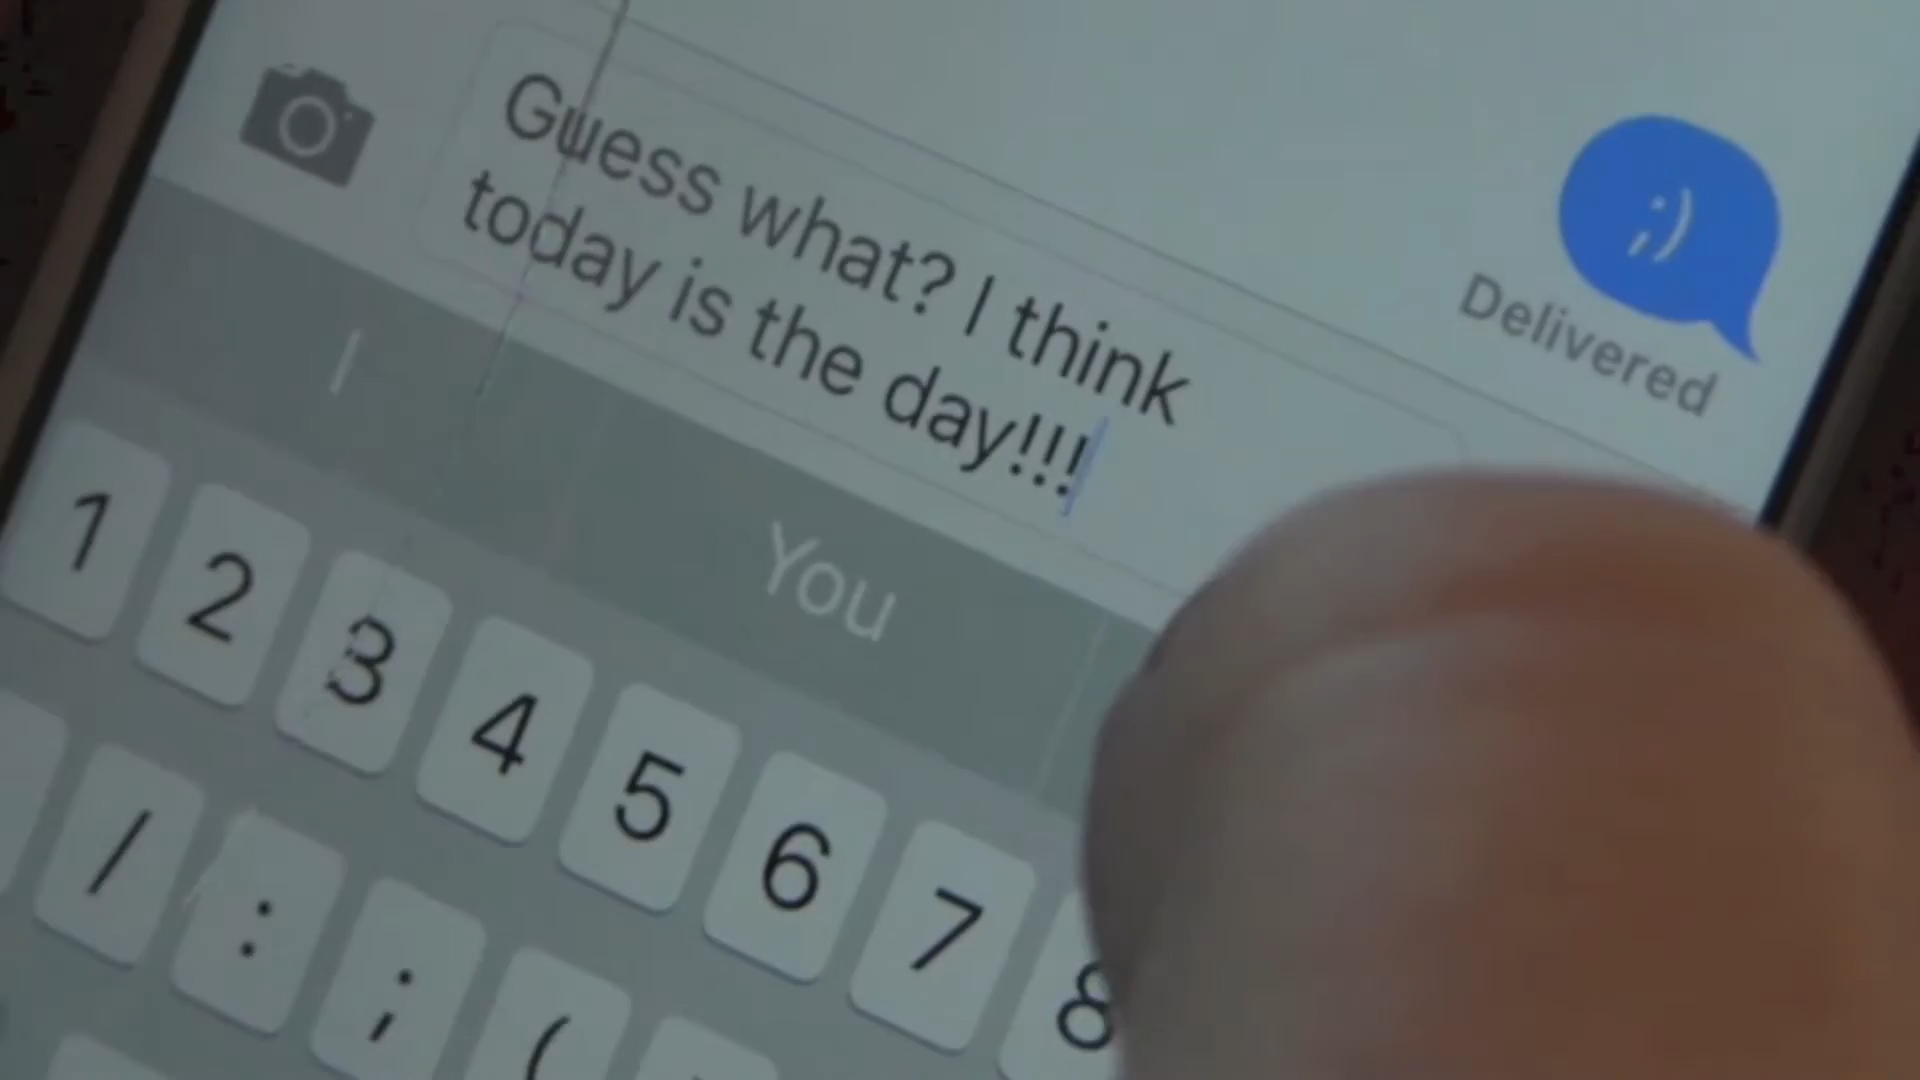 ;)
Delivered
Guess what? I think
today is the day!!!
I You
1 2 3 4 5 6 7 8
/ : ; (